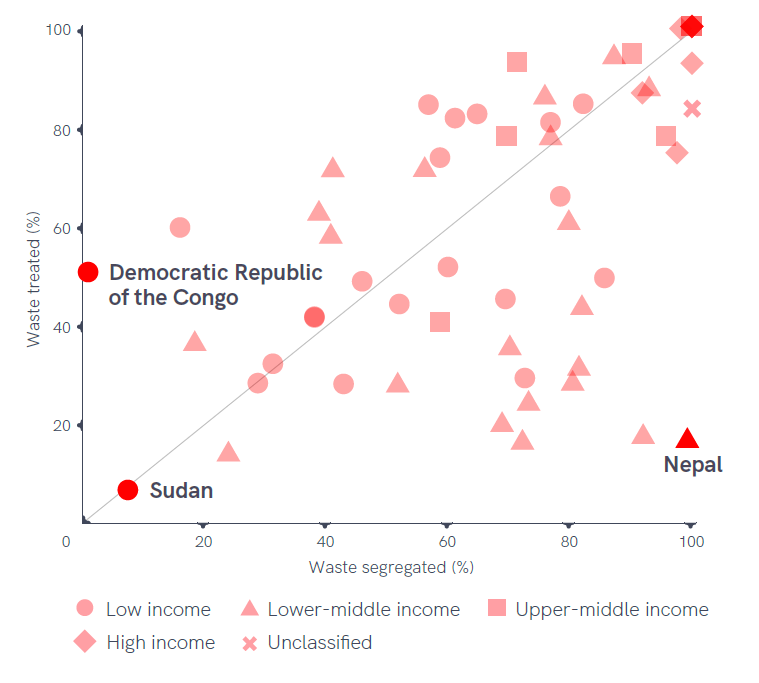 100
80
60
40
20
0
Waste treated (%)
Democratic Republic
of the Congo
Sudan
Nepal
20 40 60 80 100
Waste segregated (%)
Low income Lower-middle income Upper-middle income
High income Unclassified